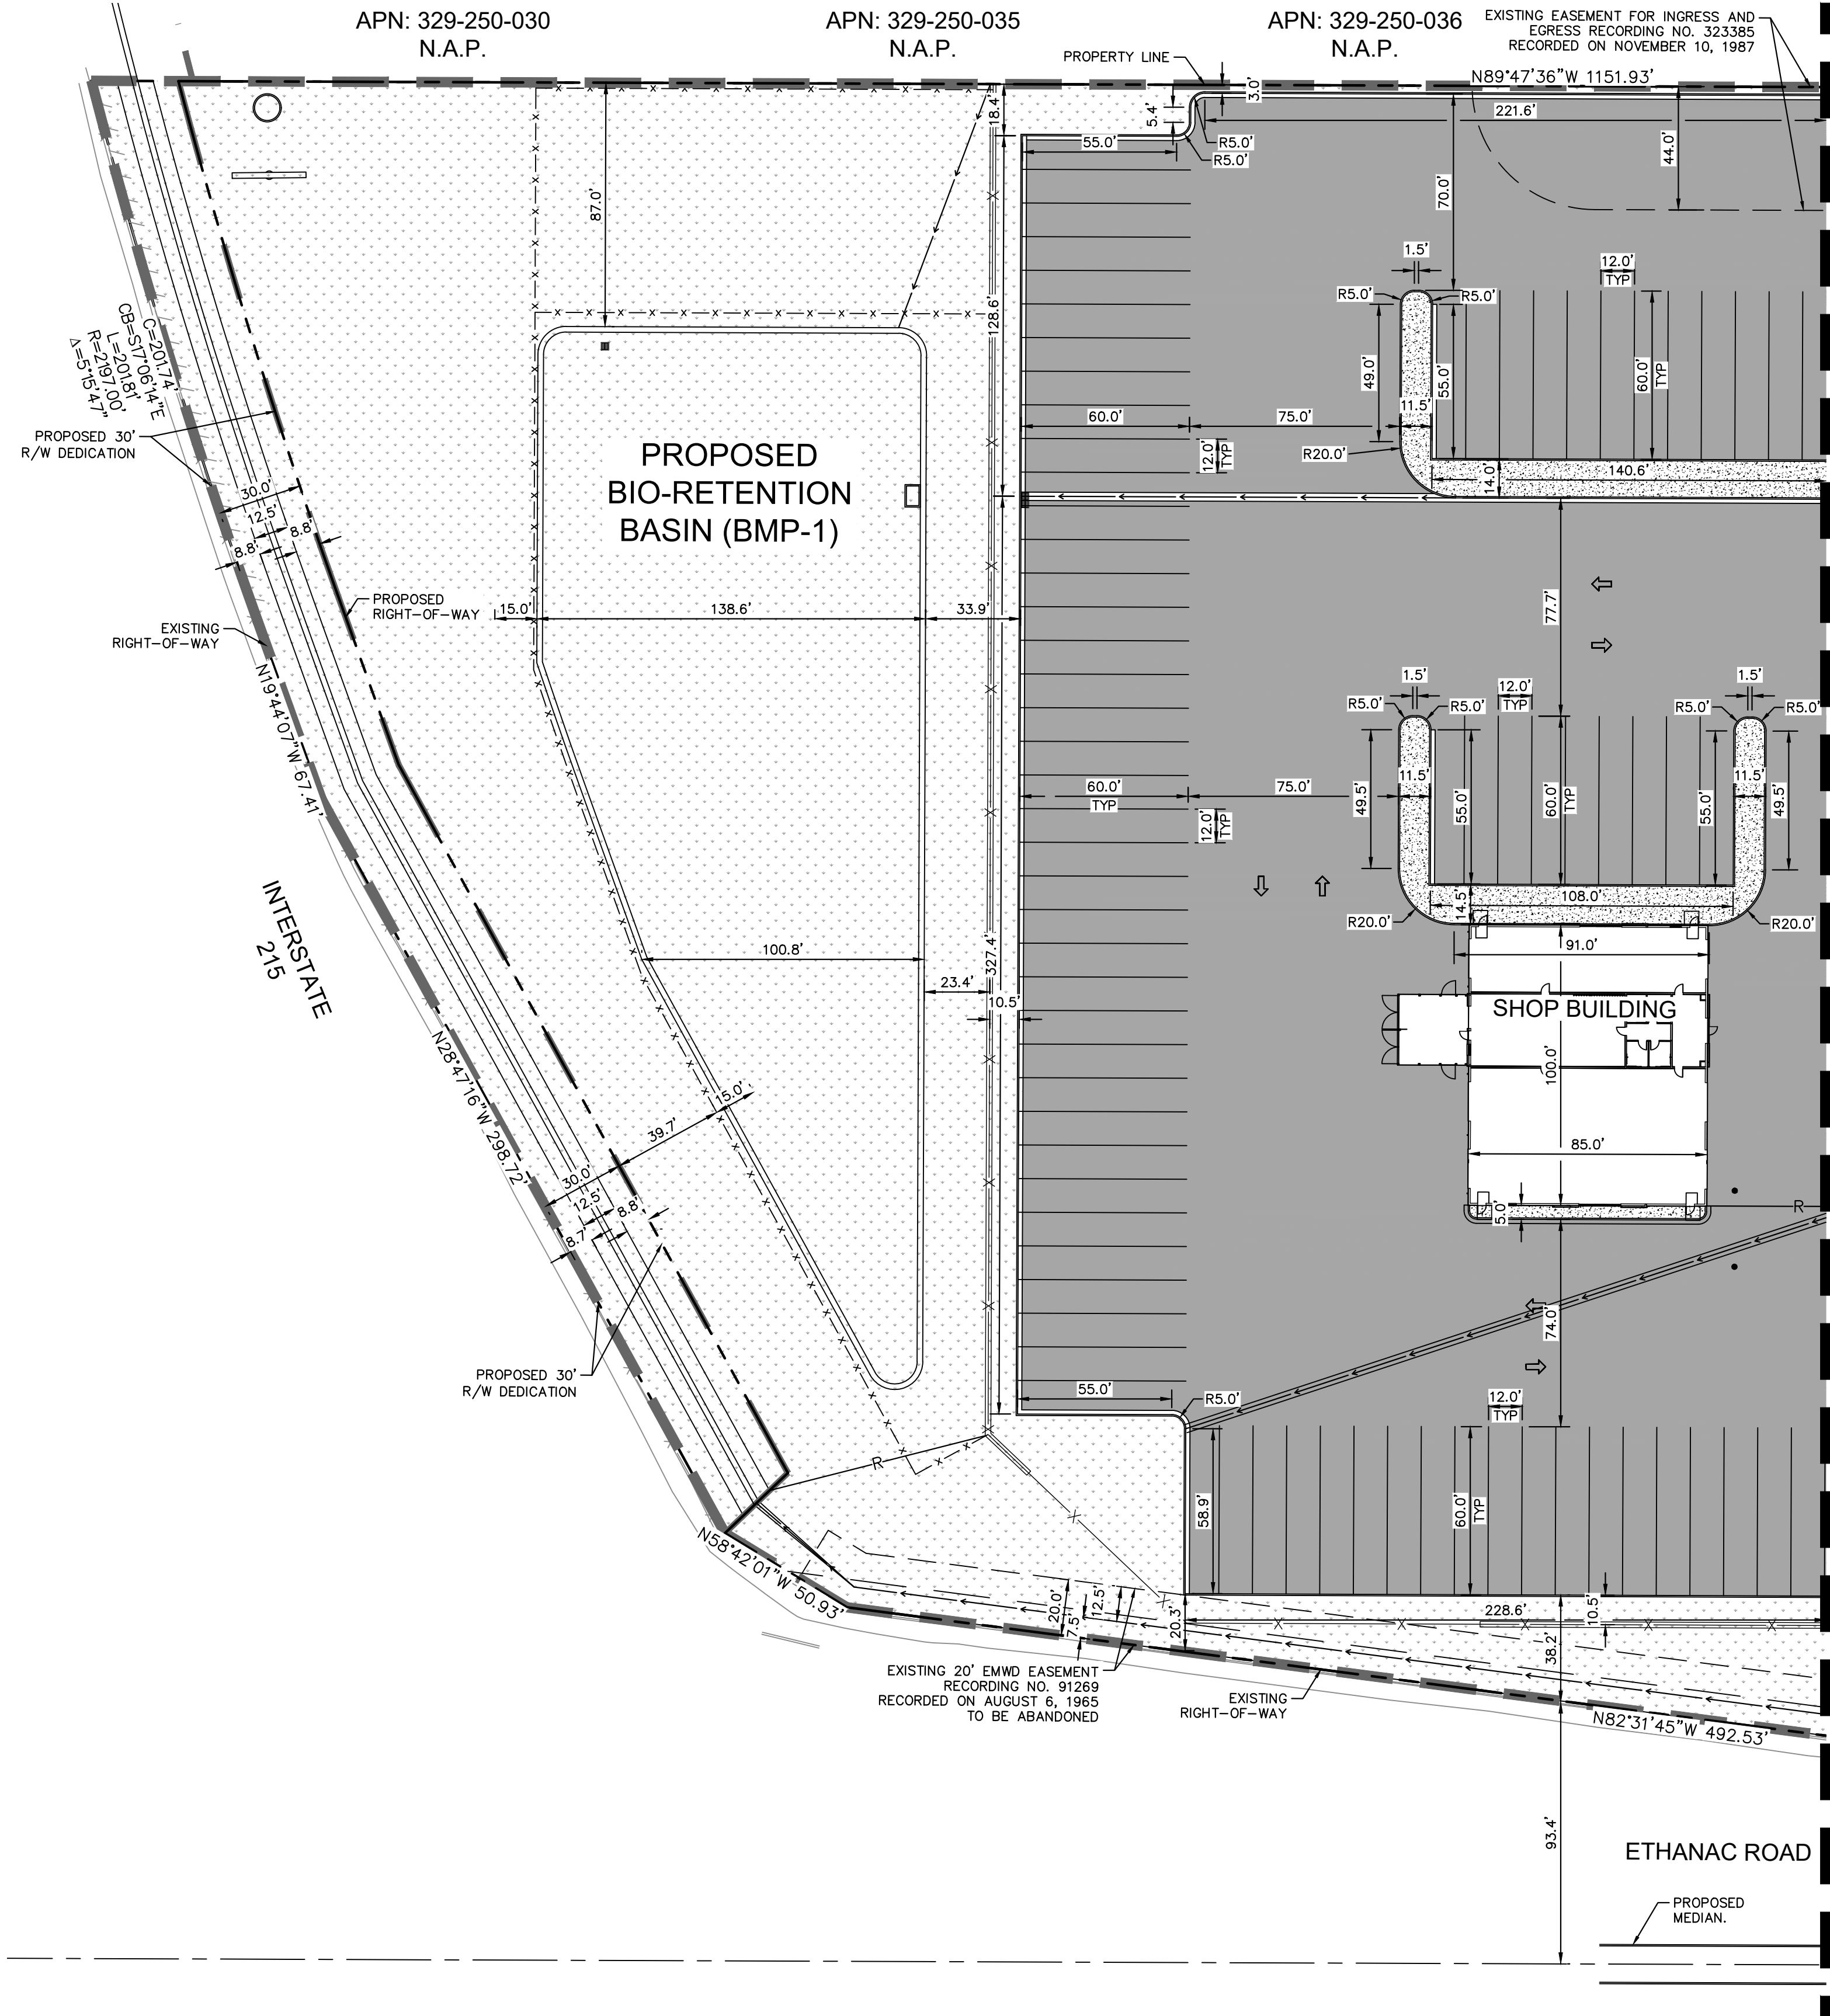 APN: 329-250-030
N.A.P.
APN: 329-250-035
N.A.P.
APN: 329-250-036
N.A.P.
EXISTING EASEMENT FOR INGRESS AND
EGRESS RECORDING NO. 323385
RECORDED ON NOVEMBER 10, 1987
PROPERTY LINE
N89°47'36"W 1151.93'
3.0'
18.4'
5.4'
221.6'
55.0'
R5.0'
R5.0'
44.0'
70.0'
87.0'
1.5'
12.0'
TYP
R5.0'
R5.0'
128.6'
C=201.74'
CB=S17°06'14"E
L=201.81'
R=2197.00'
Δ=5°15'47"
49.0'
55.0'
60.0'
TYP
11.5'
60.0'
75.0'
PROPOSED 30'
R/W DEDICATION
PROPOSED
BIO-RETENTION
BASIN (BMP-1)
12.0'
TYP
R20.0'
14.0'
140.6'
30.0'
12.5'
8.8'
8.8'
PROPOSED
RIGHT-OF-WAY
15.0'
138.6'
33.9'
77.7'
EXISTING
RIGHT-OF-WAY
N19°44'07"W 67.41'
1.5'
12.0'
TYP
1.5'
R5.0'
R5.0'
R5.0'
R5.0'
60.0'
TYP
75.0'
12.0'
TYP
49.5'
11.5'
55.0'
60.0'
TYP
55.0'
11.5'
49.5'
INTERSTATE
215
R20.0'
14.5'
108.0'
R20.0'
100.8'
327.4'
23.4'
10.5'
91.0'
SHOP BUILDING
100.0'
85.0'
N28°47'16"W 298.72'
15.0'
39.7'
30.0'
12.5'
8.8'
8.7'
5.0'
R
74.0'
PROPOSED 30'
R/W DEDICATION
55.0'
R5.0'
12.0'
TYP
R
58.9'
60.0'
TYP
N58°42'01"W 50.93'
20.0'
7.5'
12.5'
20.3'
228.6'
10.5'
38.2'
EXISTING 20' EMWD EASEMENT
RECORDING NO. 91269
RECORDED ON AUGUST 6, 1965
TO BE ABANDONED
EXISTING
RIGHT-OF-WAY
N82°31'45"W 492.53'
93.4'
ETHANAC ROAD
PROPOSED
MEDIAN.